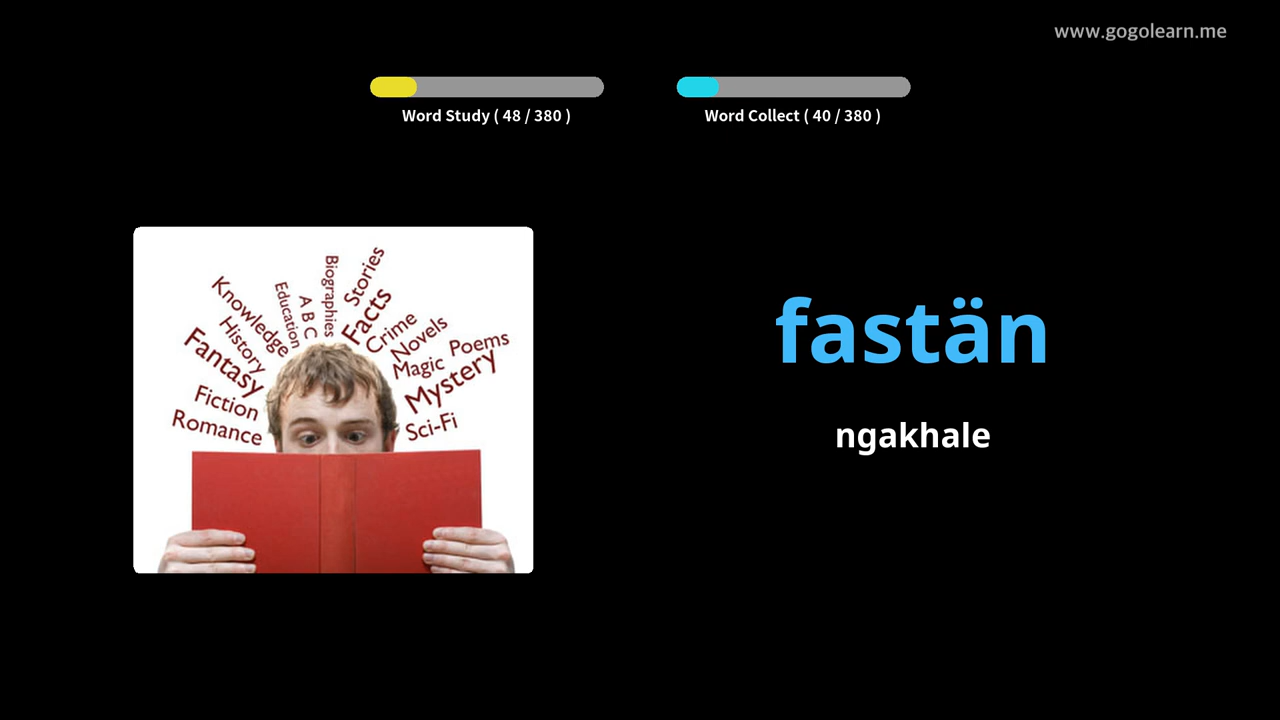 www.gogolearn.me
Word Study ( 48 / 380 )
Word Collect ( 40 / 380 )
Biographies
Stories
Knowledge
Education
A B C
Facts
History
Crime
Novels
Fantasy
Magic
Poems
Mystery
Fiction
Romance
Sci-Fi
fastän
ngakhale